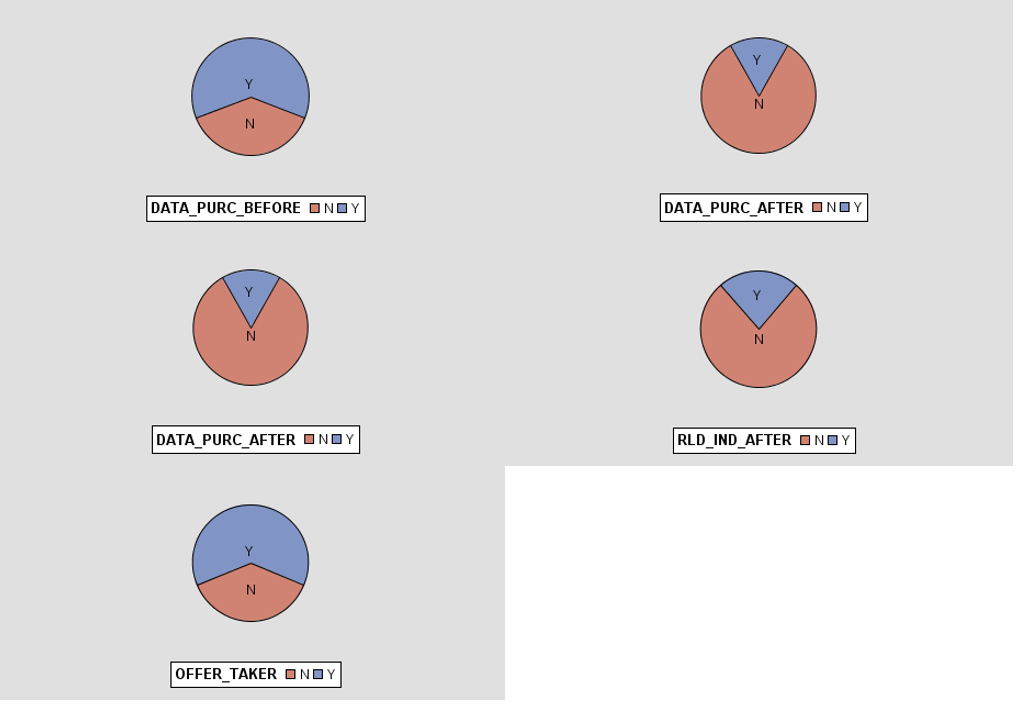 Y
N
DATA_PURC_BEFORE N Y
Y
N
DATA_PURC_AFTER N Y
Y
N
DATA_PURC_AFTER N Y
Y
N
RLD_IND_AFTER N Y
Y
N
OFFER_TAKER N Y